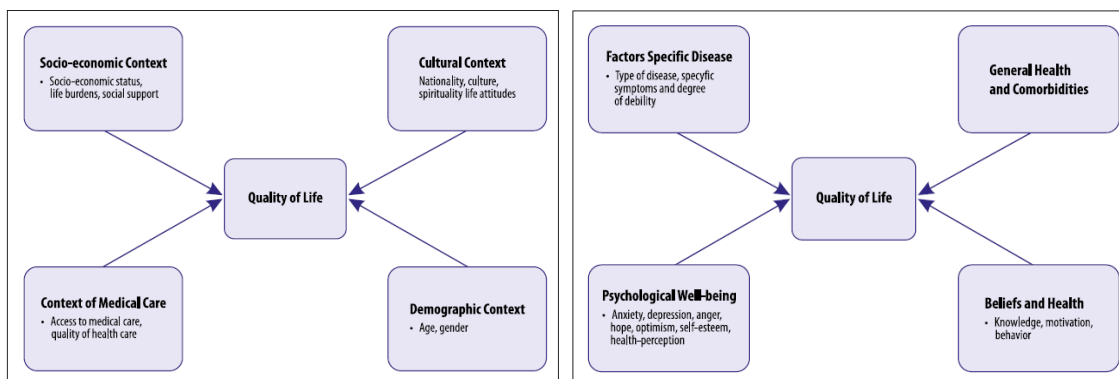 Socio-economic Context
• Socio-economic status,
life burdens, social support
Cultural Context
Nationality, culture,
spirituality life attitudes
Quality of Life
Context of Medical Care
• Access to medical care,
quality of health care
Demographic Context
• Age, gender
Factors Specific Disease
• Type of disease, specyfic
symptoms and degree
of debility
General Health
and Comorbidities
Quality of Life
Psychological Well-being
• Anxiety, depression, anger,
hope, optimism, self-esteem,
health-perception
Beliefs and Health
• Knowledge, motivation,
behavior